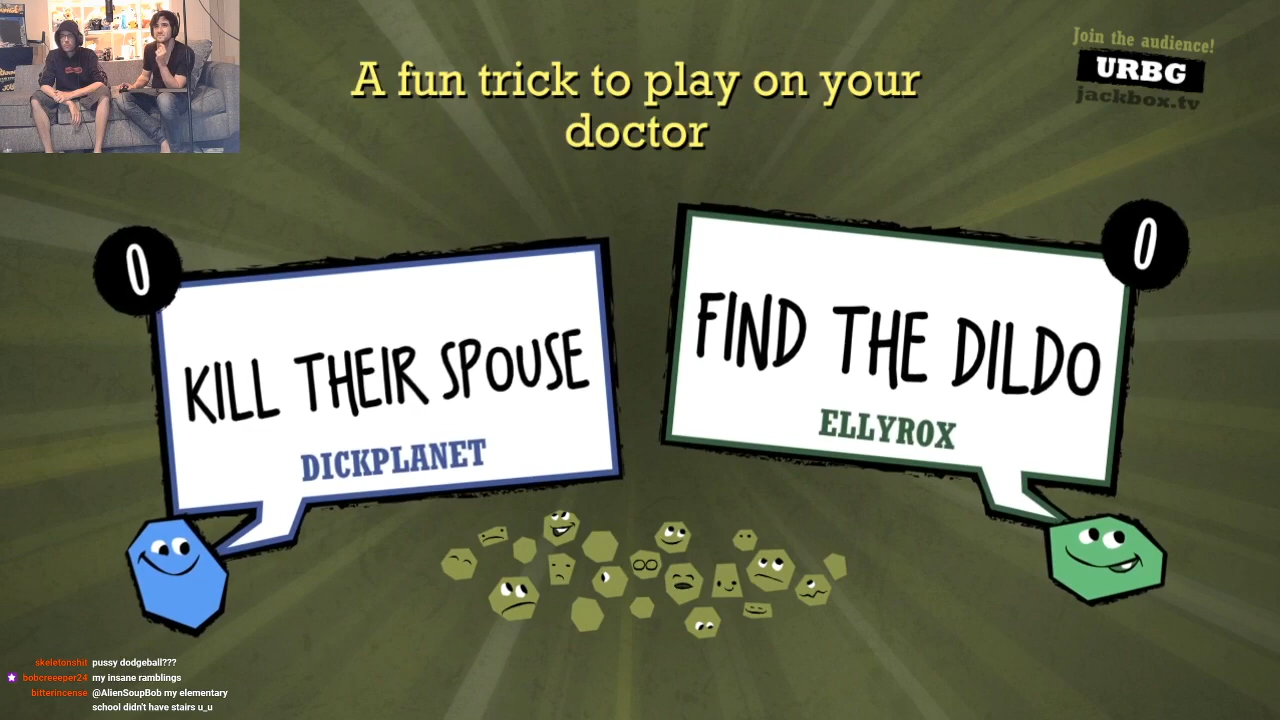 A fun trick to play on your
doctor
Join the audience!
URBG
jackbox.tv
0
KILL THEIR SPOUSE
DICKPLANET
0
FIND THE DILDO
ELLYROX
skeletonshit pussy dodgeball???
bobcreeeper24 my insane ramblings
bitterincense @AlienSoupBob my elementary
school didn't have stairs u_u